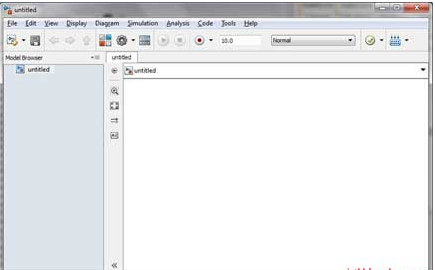 untitled
File Edit View Display Diagram Simulation Analysis Code Tools Help
10.0 Normal
Model Browser
untitled
untitled
untitled